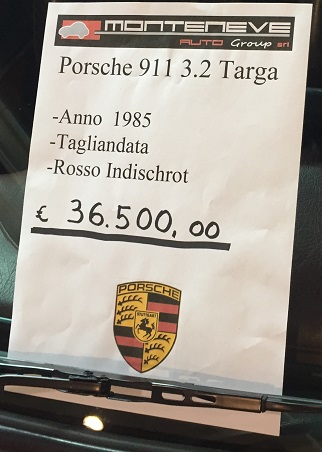 MONTENEVE
AUTO Group srl
Porsche 911 3.2 Targa
-Anno 1985
-Tagliandata
-Rosso Indischrot
€ 36.500,00
PORSCHE
STUTTGART